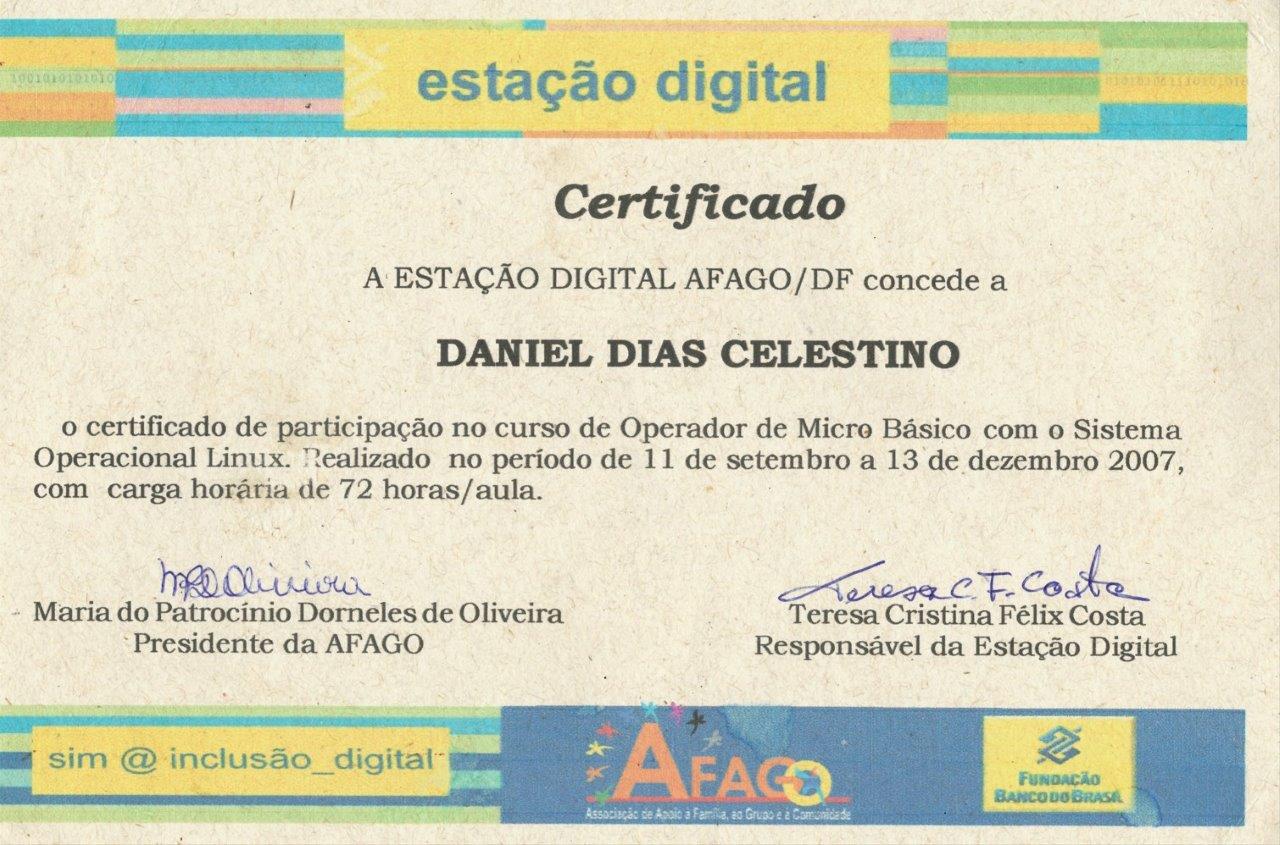 estação digital
Certificado
A ESTAÇÃO DIGITAL AFAGO/DF concede a
DANIEL DIAS CELESTINO
o certificado de participação no curso de Operador de Micro Básico com o Sistema
Operacional Linux. Realizado no período de 11 de setembro a 13 de dezembro 2007,
com carga horária de 72 horas/aula.
Teresa C. F. Costa
Maria do Patrocínio Dorneles de Oliveira
Presidente da AFAGO
Teresa Cristina Félix Costa
Responsável da Estação Digital
sim @ inclusão_digital
AFAGO
Associação de Apoio à Família, ao Grupo e à Comunidade
FUNDAÇÃO
BANCO DO BRASIL